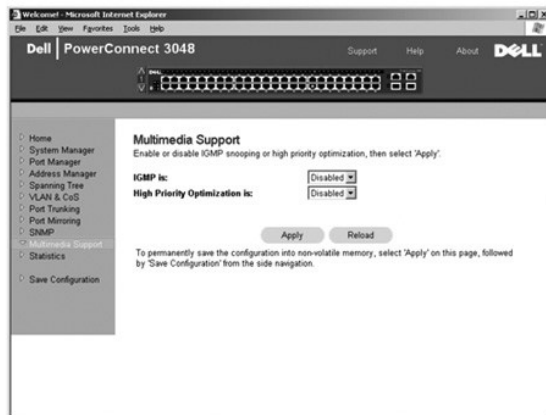 Welcome! - Microsoft Internet Explorer
File Edit View Favorites Tools Help
Dell | PowerConnect 3048
Support Help About DELL
Home
System Manager
Port Manager
Address Manager
Spanning Tree
VLAN & CoS
Port Trunking
Port Mirroring
SNMP
Multimedia Support
Statistics
Save Configuration
Multimedia Support
Enable or disable IGMP snooping or high priority optimization, then select 'Apply'.
IGMP is: Disabled
High Priority Optimization is: Disabled
Apply Reload
To permanently save the configuration into non-volatile memory, select 'Apply' on this page, followed
by 'Save Configuration' from the side navigation.